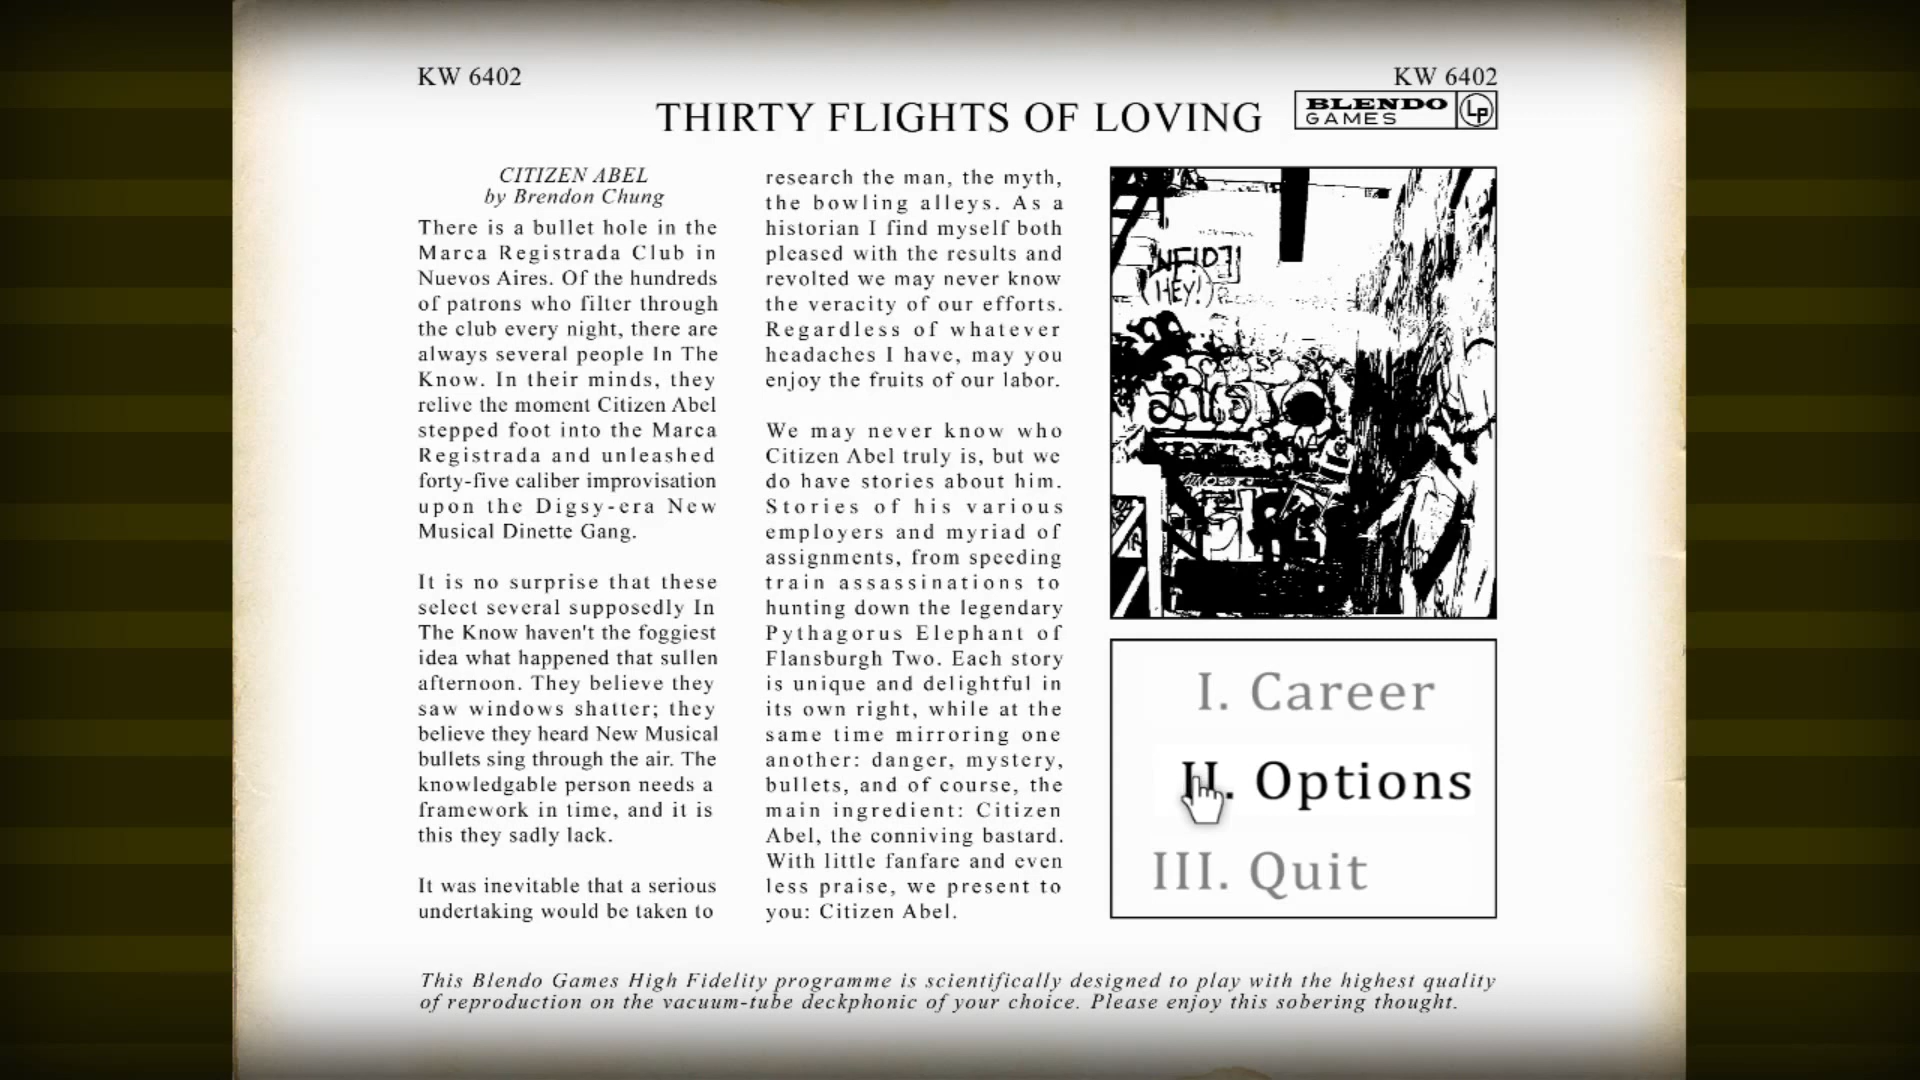 KW 6402
KW 6402
THIRTY FLIGHTS OF LOVING
BLENDO
GAMES
LP
CITIZEN ABEL
by Brendon Chung
There is a bullet hole in the
Marca Registrada Club in
Nuevos Aires. Of the hundreds
of patrons who filter through
the club every night, there are
always several people In The
Know. In their minds, they
relive the moment Citizen Abel
stepped foot into the Marca
Registrada and unleashed
forty-five caliber improvisation
upon the Digsy-era New
Musical Dinette Gang.
It is no surprise that these
select several supposedly In
The Know haven't the foggiest
idea what happened that sullen
afternoon. They believe they
saw windows shatter; they
believe they heard New Musical
bullets sing through the air. The
knowledgable person needs a
framework in time, and it is
this they sadly lack.
It was inevitable that a serious
undertaking would be taken to
research the man, the myth,
the bowling alleys. As a
historian I find myself both
pleased with the results and
revolted we may never know
the veracity of our efforts.
Regardless of whatever
headaches I have, may you
enjoy the fruits of our labor.
We may never know who
Citizen Abel truly is, but we
do have stories about him.
Stories of his various
employers and myriad of
assignments, from speeding
train assassinations to
hunting down the legendary
Pythagorus Elephant of
Flansburgh Two. Each story
is unique and delightful in
its own right, while at the
same time mirroring one
another: danger, mystery,
bullets, and of course, the
main ingredient: Citizen
Abel, the conniving bastard.
With little fanfare and even
less praise, we present to
you: Citizen Abel.
(HEY!)
I. Career
II. Options
III. Quit
This Blendo Games High Fidelity programme is scientifically designed to play with the highest quality
of reproduction on the vacuum-tube deckphonic of your choice. Please enjoy this sobering thought.